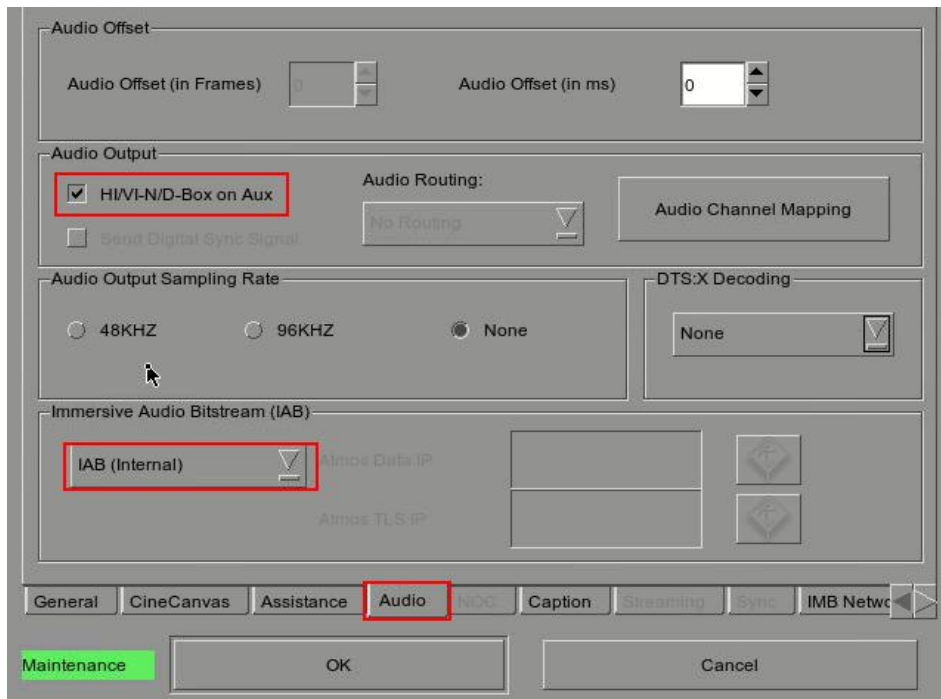 Audio Offset
Audio Offset (in Frames) 0 Audio Offset (in ms) 0
Audio Output
HI/VI-N/D-Box on Aux
Audio Routing:
No Routing
Audio Channel Mapping
Send Digital Sync Signal
Audio Output Sampling Rate
48KHZ 96KHZ None
DTS:X Decoding
None
Immersive Audio Bitstream (IAB)
IAB (Internal)
Atmos Data IP
Atmos TLS IP
General CineCanvas Assistance Audio NOC Caption Streaming Sync IMB Netwo
Maintenance OK Cancel